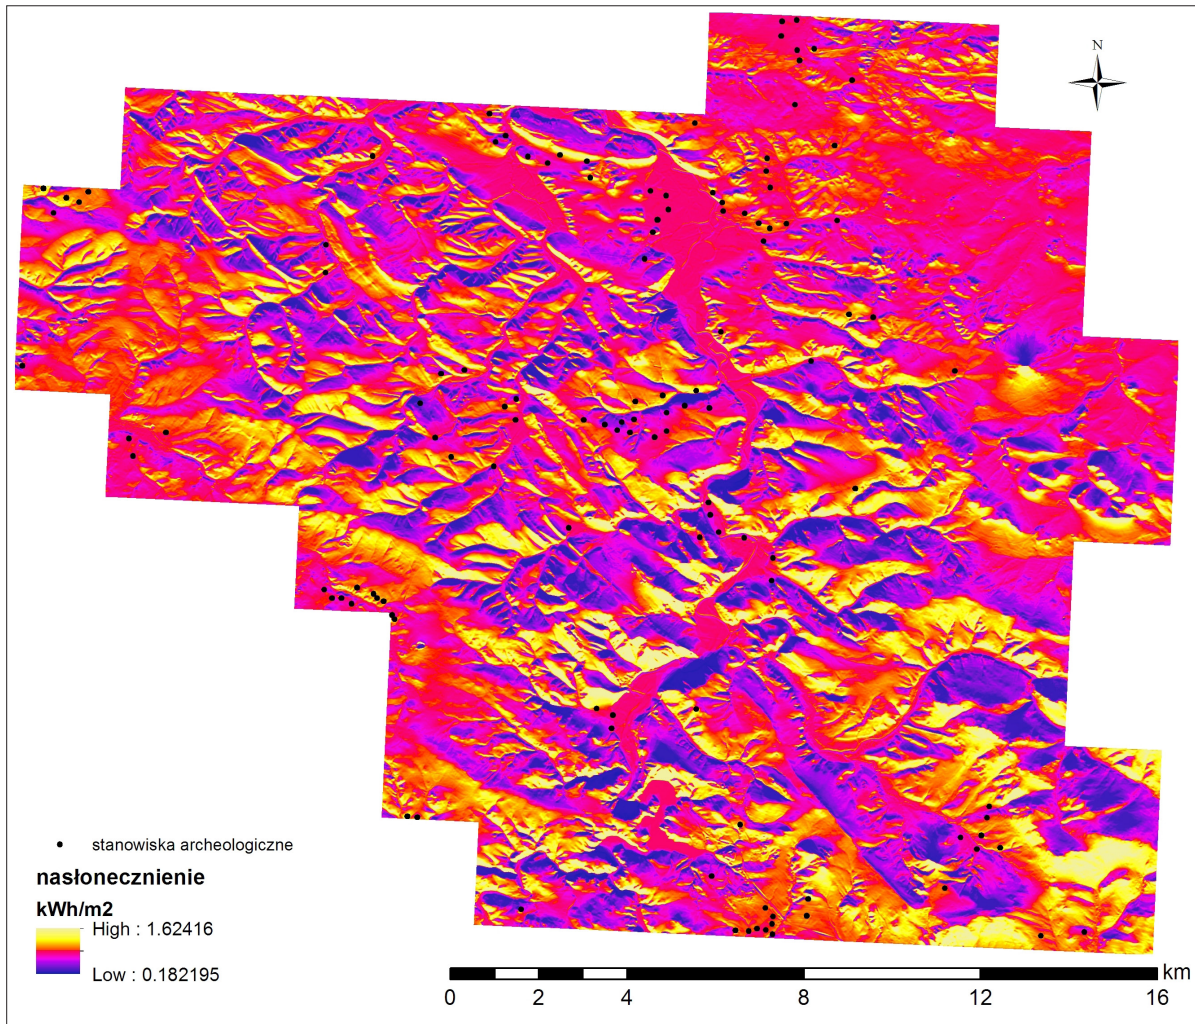 N
stanowiska archeologiczne
nasłonecznienie
kWh/m2
High : 1.62416
Low : 0.182195
km
0 2 4 8 12 16